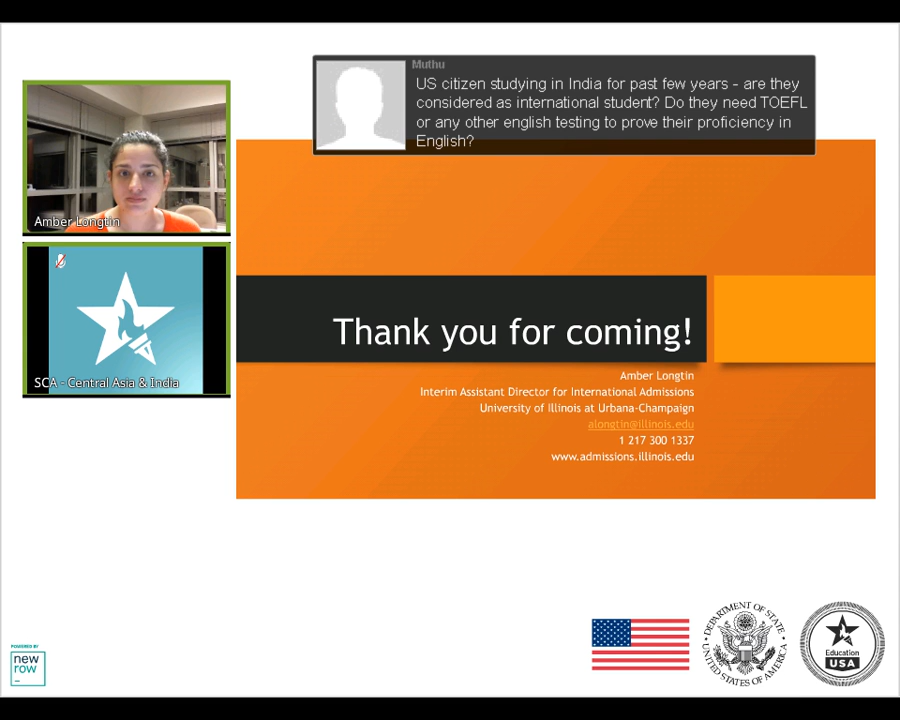 Muthu
US citizen studying in India for past few years - are they
considered as international student? Do they need TOEFL
or any other english testing to prove their proficiency in
English?
Amber Longtin
SCA - Central Asia & India
Thank you for coming!
Amber Longtin
Interim Assistant Director for International Admissions
University of Illinois at Urbana-Champaign
alongtin@illinois.edu
1 217 300 1337
www.admissions.illinois.edu
POWERED BY
new
row
DEPARTMENT OF STATE
UNITED STATES OF AMERICA
Education
USA